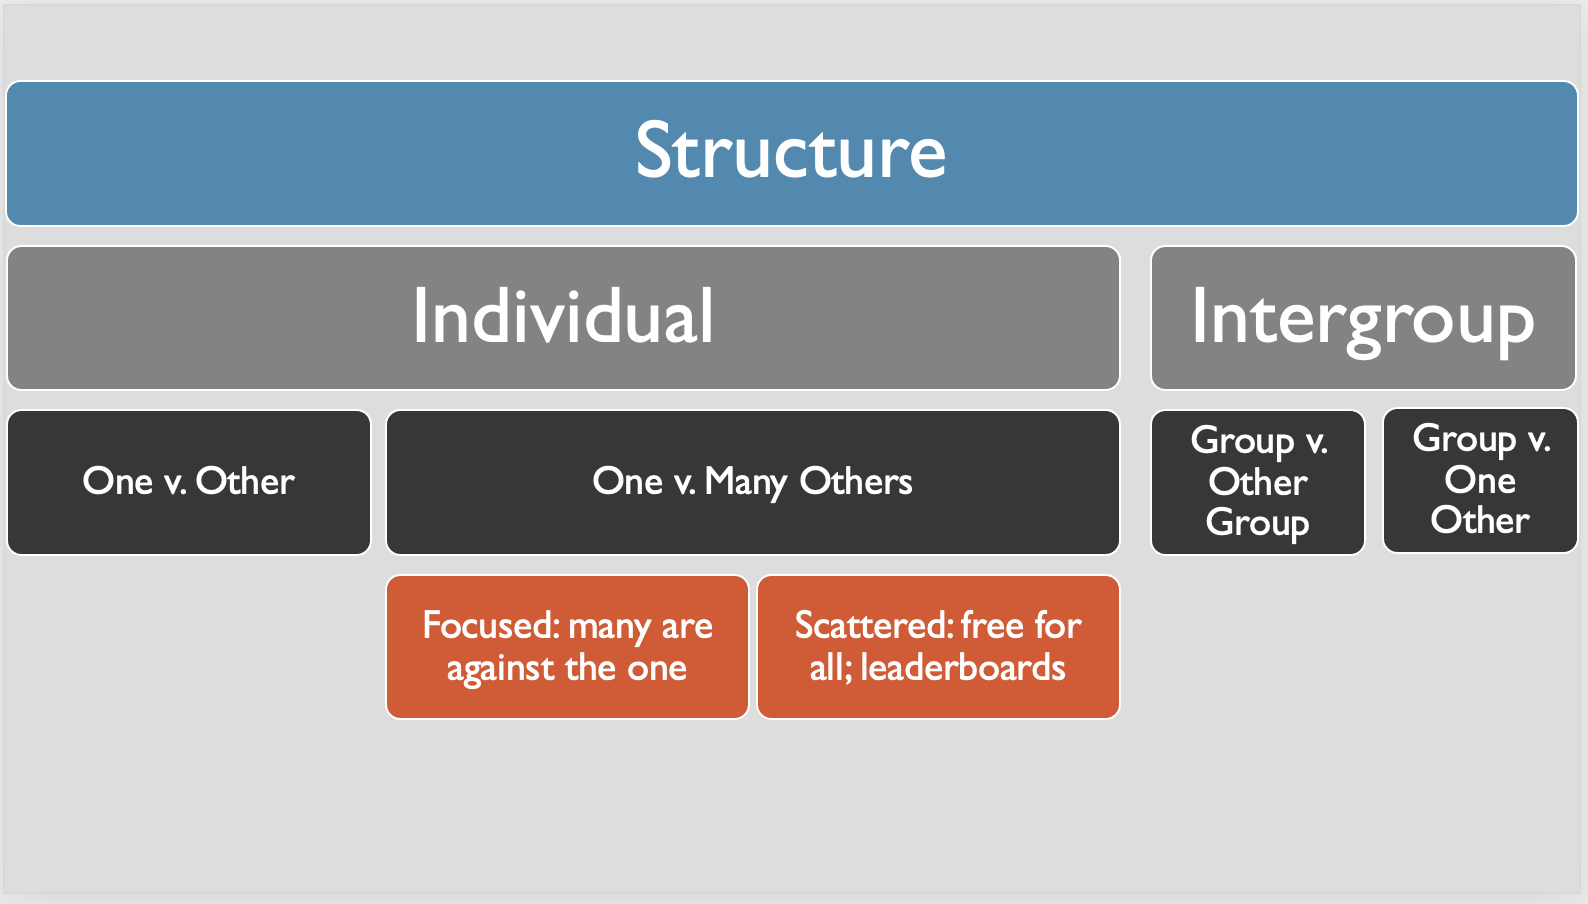 Structure
Individual
Intergroup
One v. Other
One v. Many Others
Group v.
Other
Group
Group v.
One
Other
Focused: many are
against the one
Scattered: free for
all; leaderboards